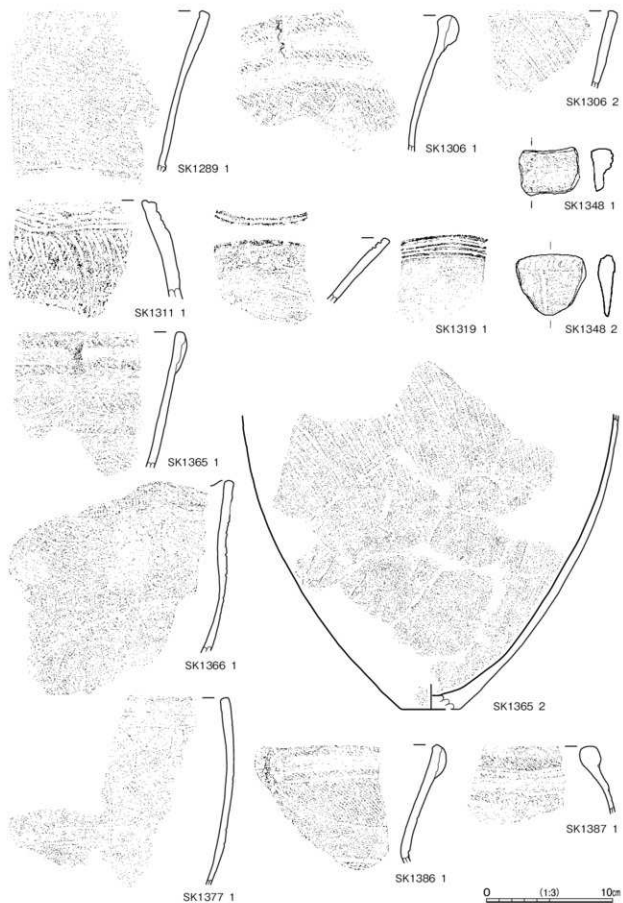 SK1289 1
SK1306 1
SK1306 2
SK1348 1
SK1311 1
SK1319 1
SK1348 2
SK1365 1
SK1366 1
SK1365 2
SK1377 1
SK1386 1
SK1387 1
0 (1:3) 10cm